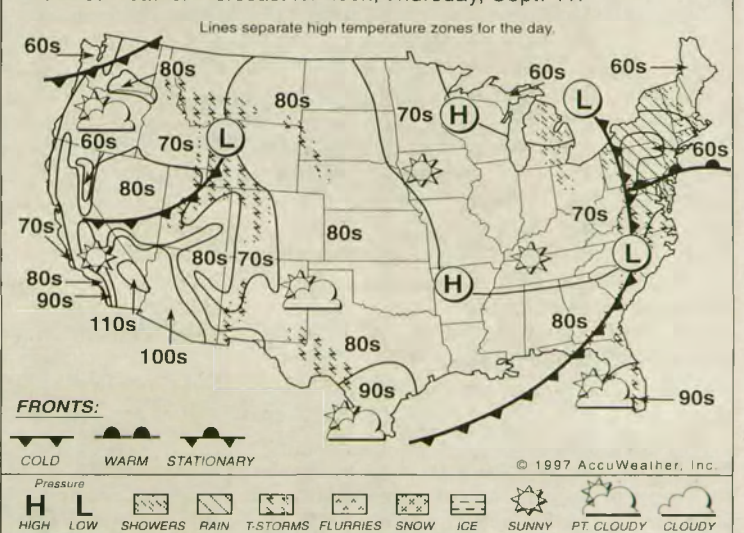 Lines separate high temperature zones for the day.
60s
80s
80s
60s
L
60s
70s
H
70s
L
60s
60s
80s
70s
70s
80s
80s
70s
L
80s
90s
H
110s
80s
100s
80s
90s
90s
FRONTS:
COLD WARM STATIONARY
© 1997 AccuWeather, Inc.
Pressure
H L
HIGH LOW SHOWERS RAIN T-STORMS FLURRIES SNOW ICE SUNNY PT. CLOUDY CLOUDY